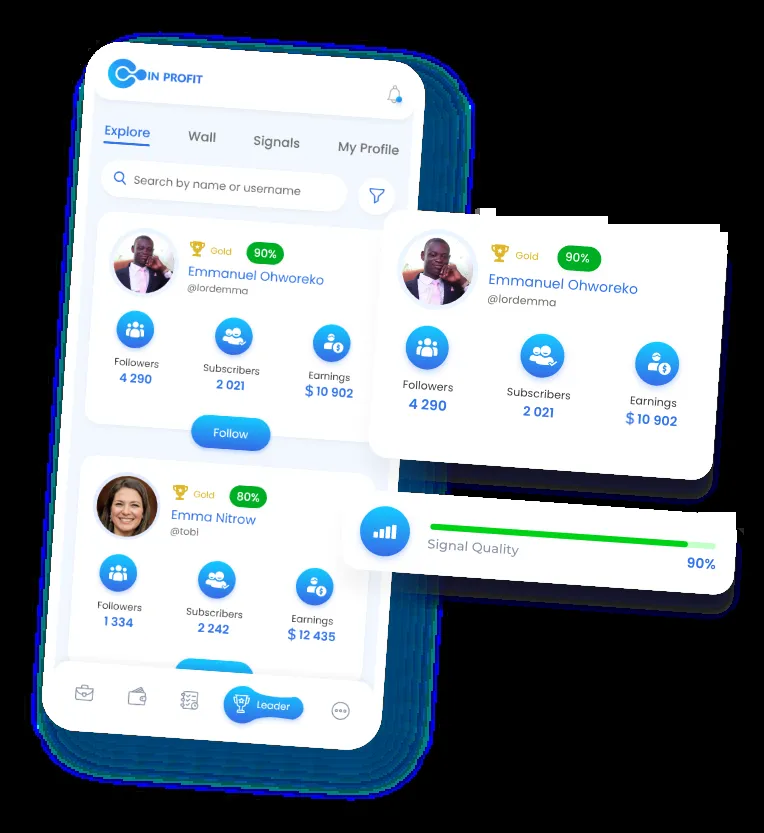 IN PROFIT
Explore Wall Signals My Profile
Search by name or username
Gold 90%
Emmanuel Ohworeko
@lordemma
Followers Subscribers Earnings
4 290 2 021 $ 10 902
Follow
Gold 80%
Emma Nitrow
@tobi
Followers Subscribers Earnings
1 334 2 242 $ 12 435
Leader
Gold 90%
Emmanuel Ohworeko
@lordemma
Followers Subscribers Earnings
4 290 2 021 $ 10 902
Signal Quality
90%